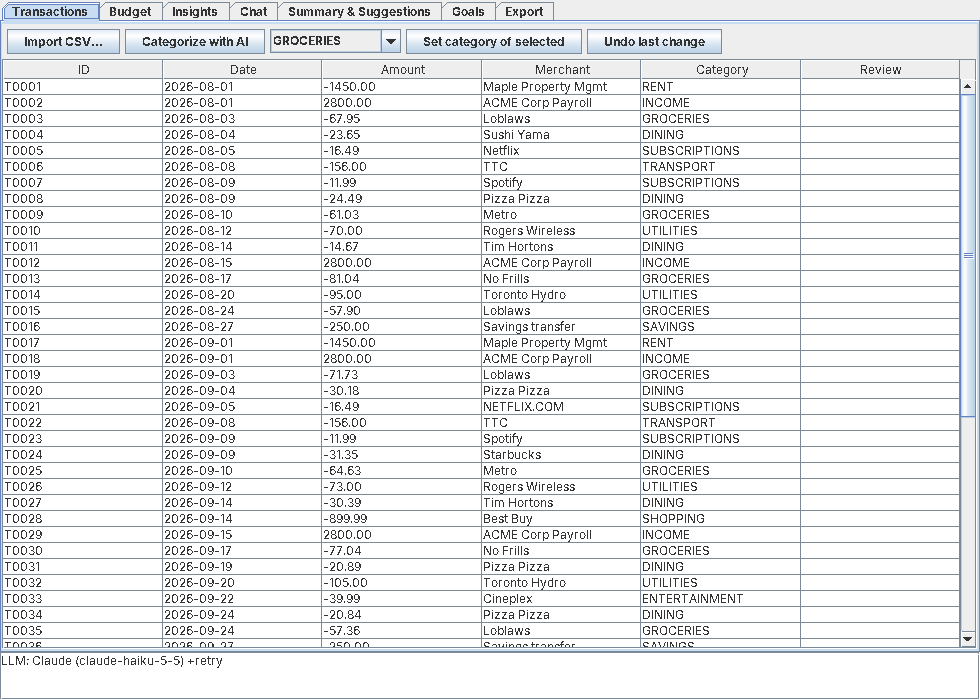 Transactions Budget Insights Chat Summary & Suggestions Goals Export
Import CSV... Categorize with AI GROCERIES Set category of selected Undo last change
ID Date Amount Merchant Category Review
T0001 2026-08-01 -1450.00 Maple Property Mgmt RENT
T0002 2026-08-01 2800.00 ACME Corp Payroll INCOME
T0003 2026-08-03 -67.95 Loblaws GROCERIES
T0004 2026-08-04 -23.65 Sushi Yama DINING
T0005 2026-08-05 -16.49 Netflix SUBSCRIPTIONS
T0006 2026-08-08 -156.00 TTC TRANSPORT
T0007 2026-08-09 -11.99 Spotify SUBSCRIPTIONS
T0008 2026-08-09 -24.49 Pizza Pizza DINING
T0009 2026-08-10 -61.03 Metro GROCERIES
T0010 2026-08-12 -70.00 Rogers Wireless UTILITIES
T0011 2026-08-14 -14.67 Tim Hortons DINING
T0012 2026-08-15 2800.00 ACME Corp Payroll INCOME
T0013 2026-08-17 -81.04 No Frills GROCERIES
T0014 2026-08-20 -95.00 Toronto Hydro UTILITIES
T0015 2026-08-24 -57.90 Loblaws GROCERIES
T0016 2026-08-27 -250.00 Savings transfer SAVINGS
T0017 2026-09-01 -1450.00 Maple Property Mgmt RENT
T0018 2026-09-01 2800.00 ACME Corp Payroll INCOME
T0019 2026-09-03 -71.73 Loblaws GROCERIES
T0020 2026-09-04 -30.18 Pizza Pizza DINING
T0021 2026-09-05 -16.49 NETFLIX.COM SUBSCRIPTIONS
T0022 2026-09-08 -156.00 TTC TRANSPORT
T0023 2026-09-09 -11.99 Spotify SUBSCRIPTIONS
T0024 2026-09-09 -31.35 Starbucks DINING
T0025 2026-09-10 -64.63 Metro GROCERIES
T0026 2026-09-12 -73.00 Rogers Wireless UTILITIES
T0027 2026-09-14 -30.39 Tim Hortons DINING
T0028 2026-09-14 -899.99 Best Buy SHOPPING
T0029 2026-09-15 2800.00 ACME Corp Payroll INCOME
T0030 2026-09-17 -77.04 No Frills GROCERIES
T0031 2026-09-19 -20.89 Pizza Pizza DINING
T0032 2026-09-20 -105.00 Toronto Hydro UTILITIES
T0033 2026-09-22 -39.99 Cineplex ENTERTAINMENT
T0034 2026-09-24 -20.84 Pizza Pizza DINING
T0035 2026-09-24 -57.36 Loblaws GROCERIES
T0036 2026-09-27 -250.00 Savings transfer SAVINGS
LLM: Claude (claude-haiku-5-5) +retry